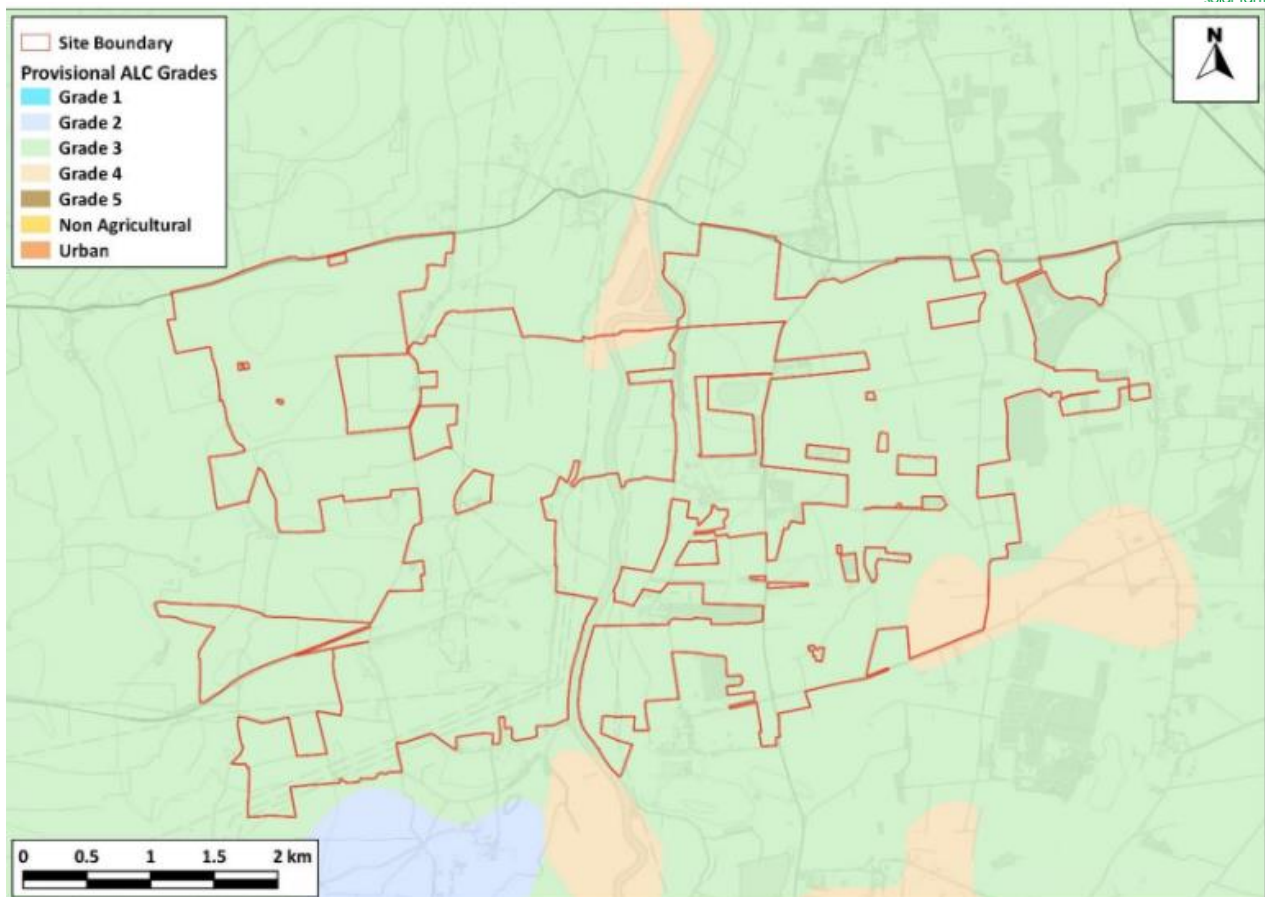 Site Boundary
Provisional ALC Grades
Grade 1
Grade 2
Grade 3
Grade 4
Grade 5
Non Agricultural
Urban
N
0 0.5 1 1.5 2 km